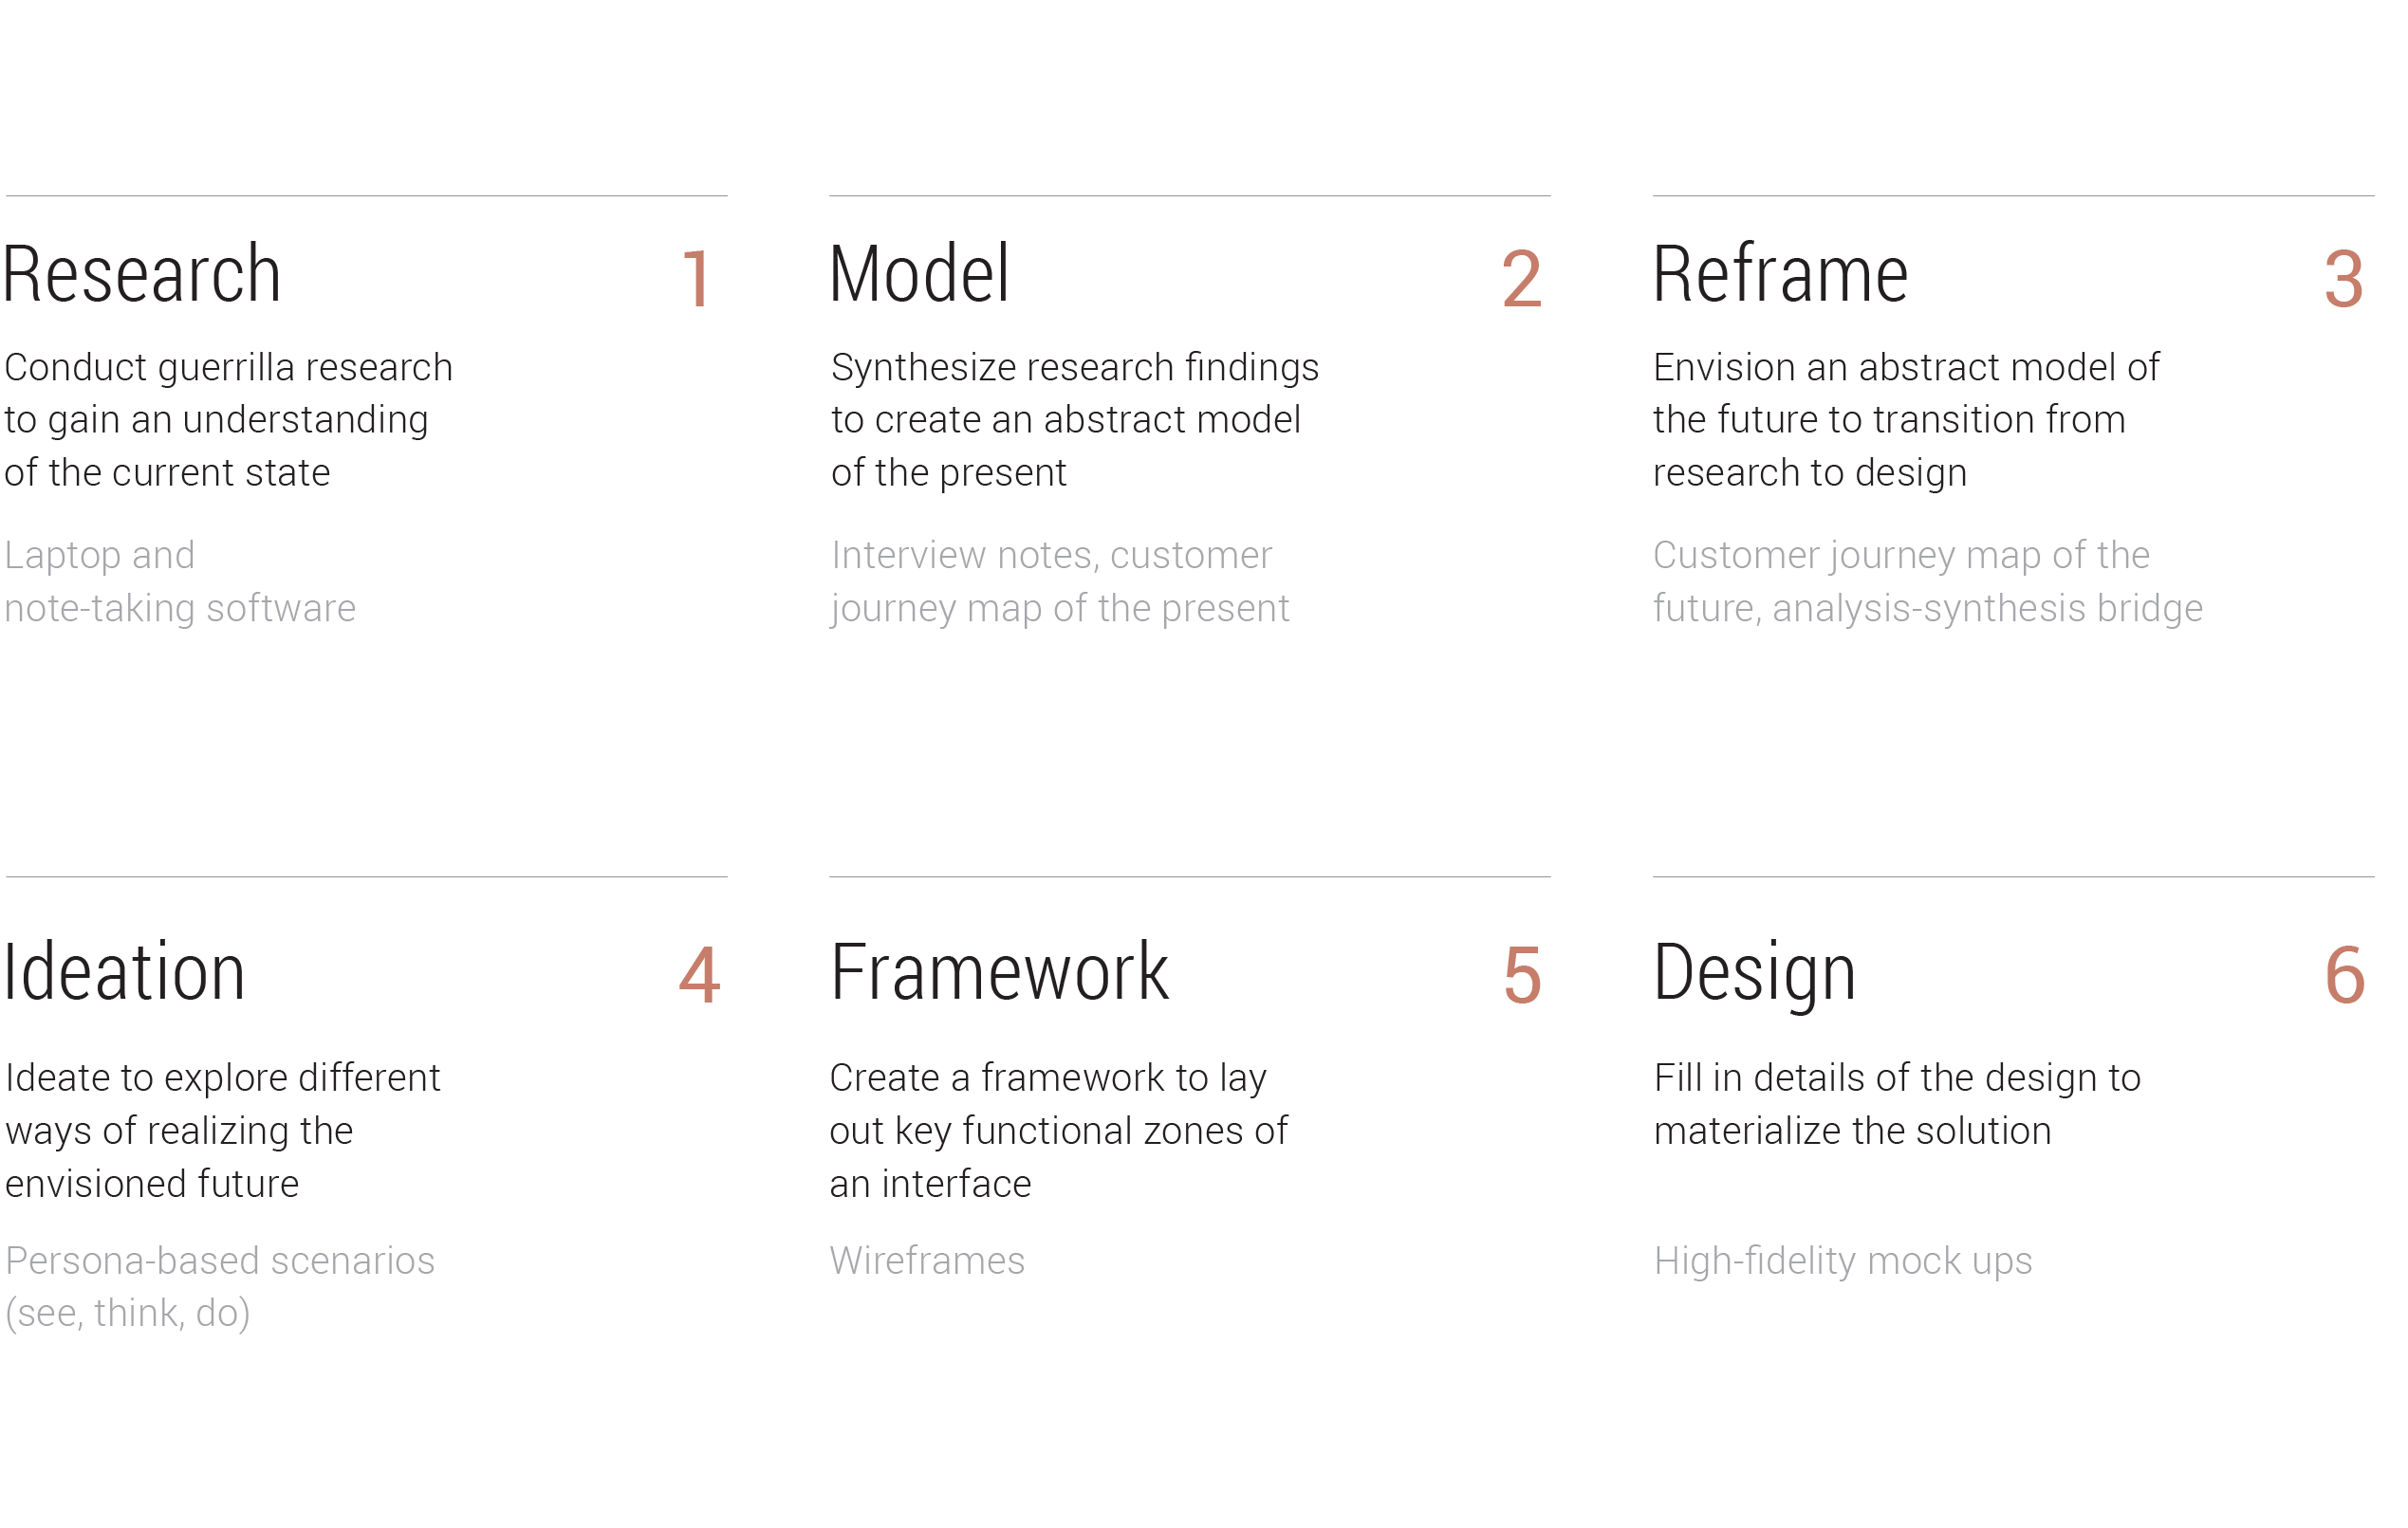 Research
1
Conduct guerrilla research
to gain an understanding
of the current state
Laptop and
note-taking software
Model
2
Synthesize research findings
to create an abstract model
of the present
Interview notes, customer
journey map of the present
Reframe
3
Envision an abstract model of
the future to transition from
research to design
Customer journey map of the
future, analysis-synthesis bridge
Ideation
4
Ideate to explore different
ways of realizing the
envisioned future
Persona-based scenarios
(see, think, do)
Framework
5
Create a framework to lay
out key functional zones of
an interface
Wireframes
Design
6
Fill in details of the design to
materialize the solution
High-fidelity mock ups